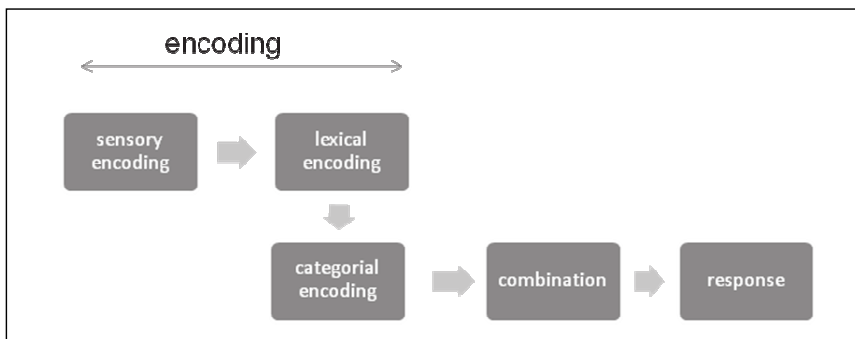 encoding
sensory
encoding
lexical
encoding
categorial
encoding
combination
response